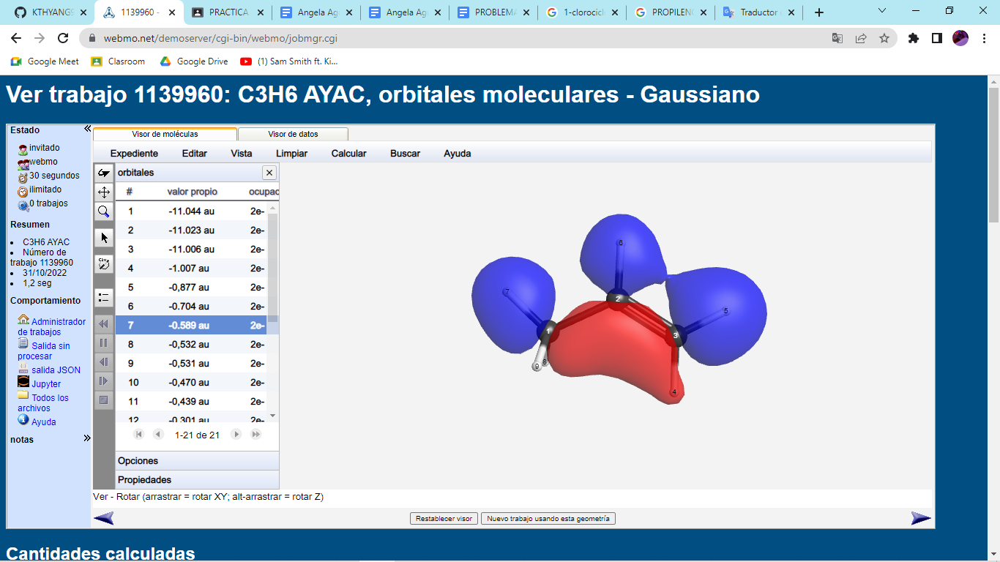 KTHYANG9
1139960 -
PRACTICA
Angela Ag
Angela Ag
PROBLEMA
1-clorocicl
PROPILENO
Traductor
webmo.net/demoserver/cgi-bin/webmo/jobmgr.cgi
Google Meet
Clasroom
Google Drive
(1) Sam Smith ft. Ki...
Ver trabajo 1139960: C3H6 AYAC, orbitales moleculares - Gaussiano
Estado
invitado
webmo
30 segundos
ilimitado
0 trabajos
Resumen
C3H6 AYAC
Número de
trabajo 1139960
31/10/2022
1,2 seg
Comportamiento
Administrador
de trabajos
Salida sin
procesar
salida JSON
Jupyter
Todos los
archivos
Ayuda
notas
Visor de moléculas
Visor de datos
Expediente Editar Vista Limpiar Calcular Buscar Ayuda
orbitales
# valor propio ocupac
1 -11.044 au 2e-
2 -11.023 au 2e-
3 -11.006 au 2e-
4 -1.007 au 2e-
5 -0,877 au 2e-
6 -0.704 au 2e-
7 -0.589 au 2e-
8 -0,532 au 2e-
9 -0,531 au 2e-
10 -0,470 au 2e-
11 -0,439 au 2e-
12 -0.301 au 2e-
1-21 de 21
Opciones
Propiedades
6
7
2
5
1
3
9
8
4
Ver - Rotar (arrastrar = rotar XY; alt-arrastrar = rotar Z)
Restablecer visor
Nuevo trabajo usando esta geometría
Cantidades calculadas